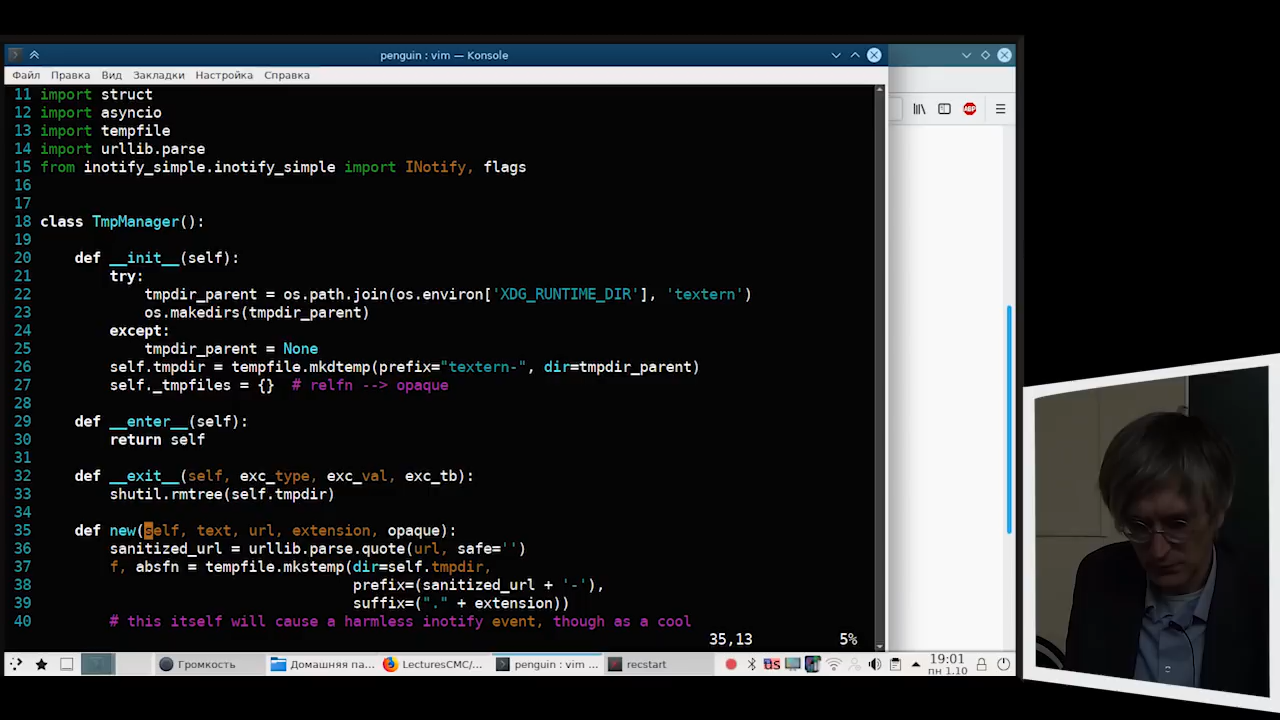 penguin : vim — Konsole
Файл Правка Вид Закладки Настройка Справка
11 import struct
12 import asyncio
13 import tempfile
14 import urllib.parse
15 from inotify_simple.inotify_simple import INotify, flags
16
17
18 class TmpManager():
19
20     def __init__(self):
21         try:
22             tmpdir_parent = os.path.join(os.environ['XDG_RUNTIME_DIR'], 'textern')
23             os.makedirs(tmpdir_parent)
24         except:
25             tmpdir_parent = None
26         self.tmpdir = tempfile.mkdtemp(prefix="textern-", dir=tmpdir_parent)
27         self._tmpfiles = {}  # relfn --> opaque
28
29     def __enter__(self):
30         return self
31
32     def __exit__(self, exc_type, exc_val, exc_tb):
33         shutil.rmtree(self.tmpdir)
34
35     def new(self, text, url, extension, opaque):
36         sanitized_url = urllib.parse.quote(url, safe='')
37         f, absfn = tempfile.mkstemp(dir=self.tmpdir,
38                                     prefix=(sanitized_url + '-'),
39                                     suffix=("." + extension))
40         # this itself will cause a harmless inotify event, though as a cool
35,13 5%
ABP
Громкость Домашняя па... LecturesCMC/... penguin : vim ... recstart us 19:01
пн 1.10